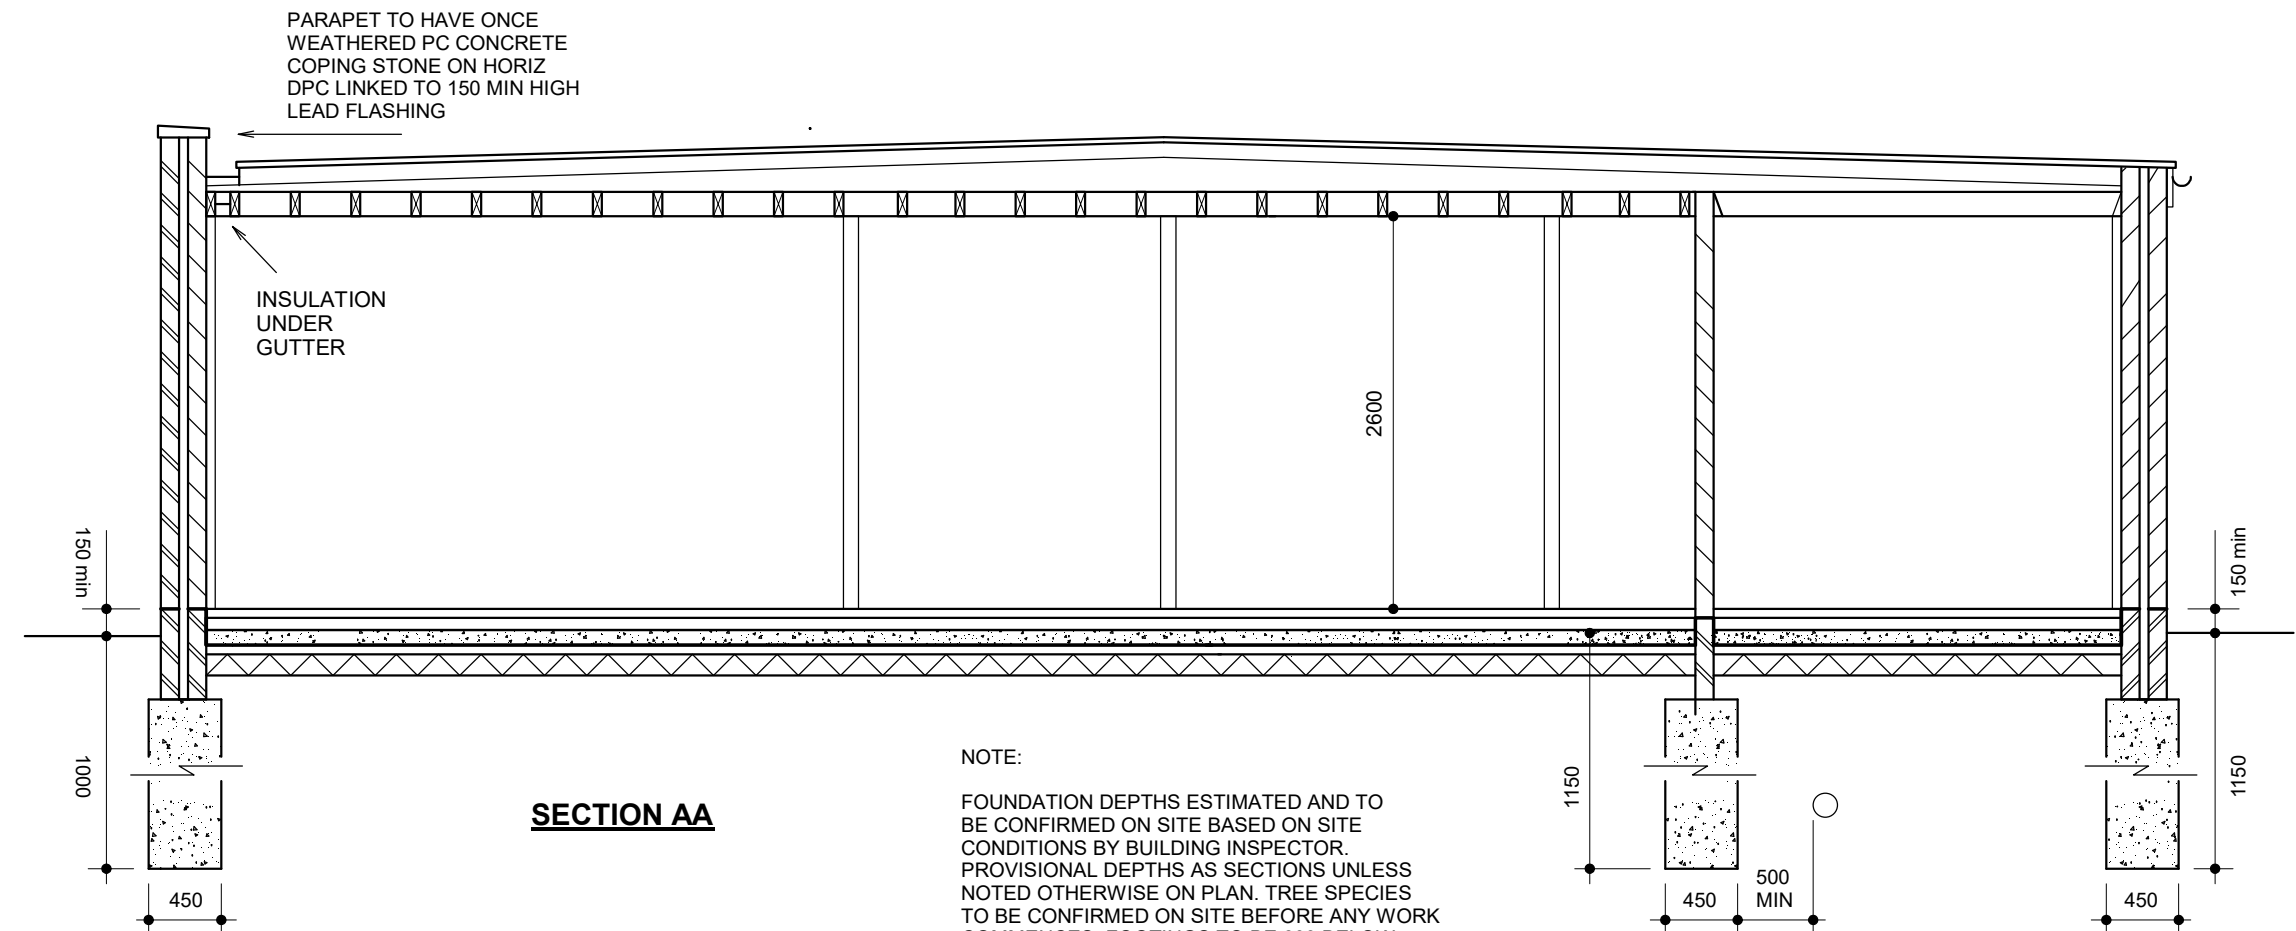 PARAPET TO HAVE ONCE
WEATHERED PC CONCRETE
COPING STONE ON HORIZ
DPC LINKED TO 150 MIN HIGH
LEAD FLASHING
INSULATION
UNDER
GUTTER
2600
150 min
150 min
1000
1150
1150
SECTION AA
NOTE:
FOUNDATION DEPTHS ESTIMATED AND TO
BE CONFIRMED ON SITE BASED ON SITE
CONDITIONS BY BUILDING INSPECTOR.
PROVISIONAL DEPTHS AS SECTIONS UNLESS
NOTED OTHERWISE ON PLAN. TREE SPECIES
TO BE CONFIRMED ON SITE BEFORE ANY WORK
450
450
500
MIN
450